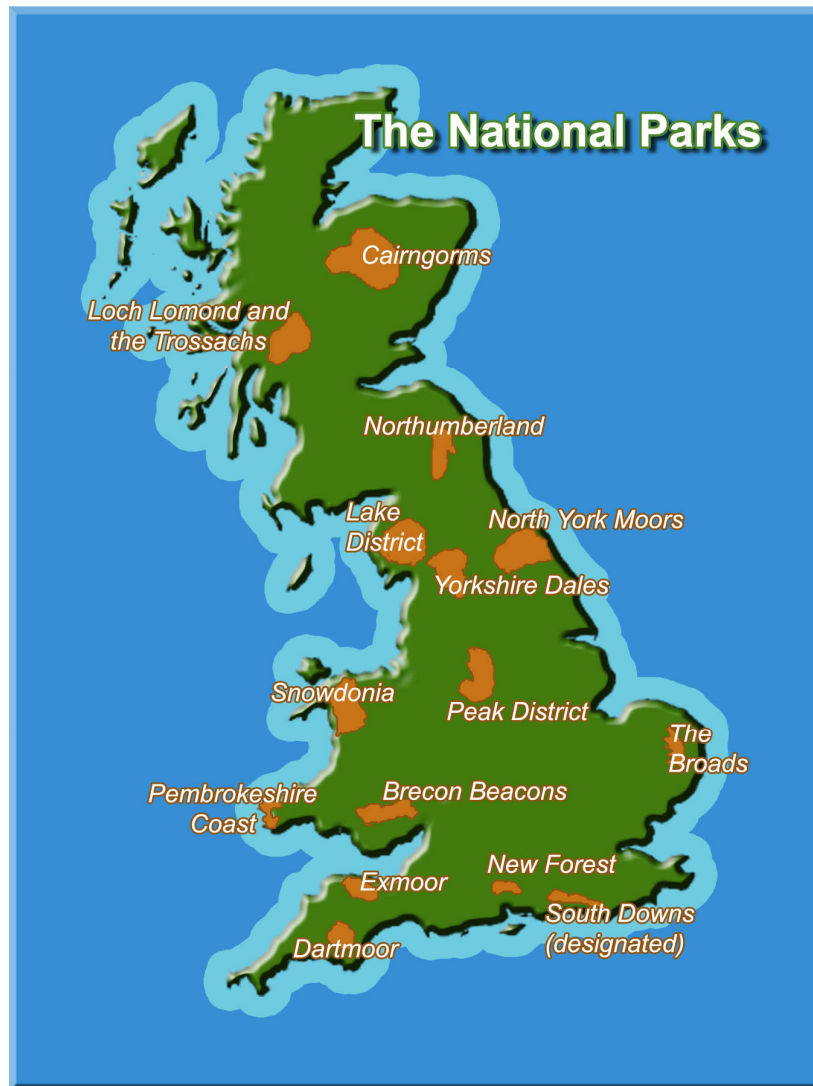 The National Parks
Cairngorms
Loch Lomond and
the Trossachs
Northumberland
Lake
District
North York Moors
Yorkshire Dales
Snowdonia
Peak District
The
Broads
Pembrokeshire
Coast
Brecon Beacons
Exmoor
New Forest
South Downs
(designated)
Dartmoor